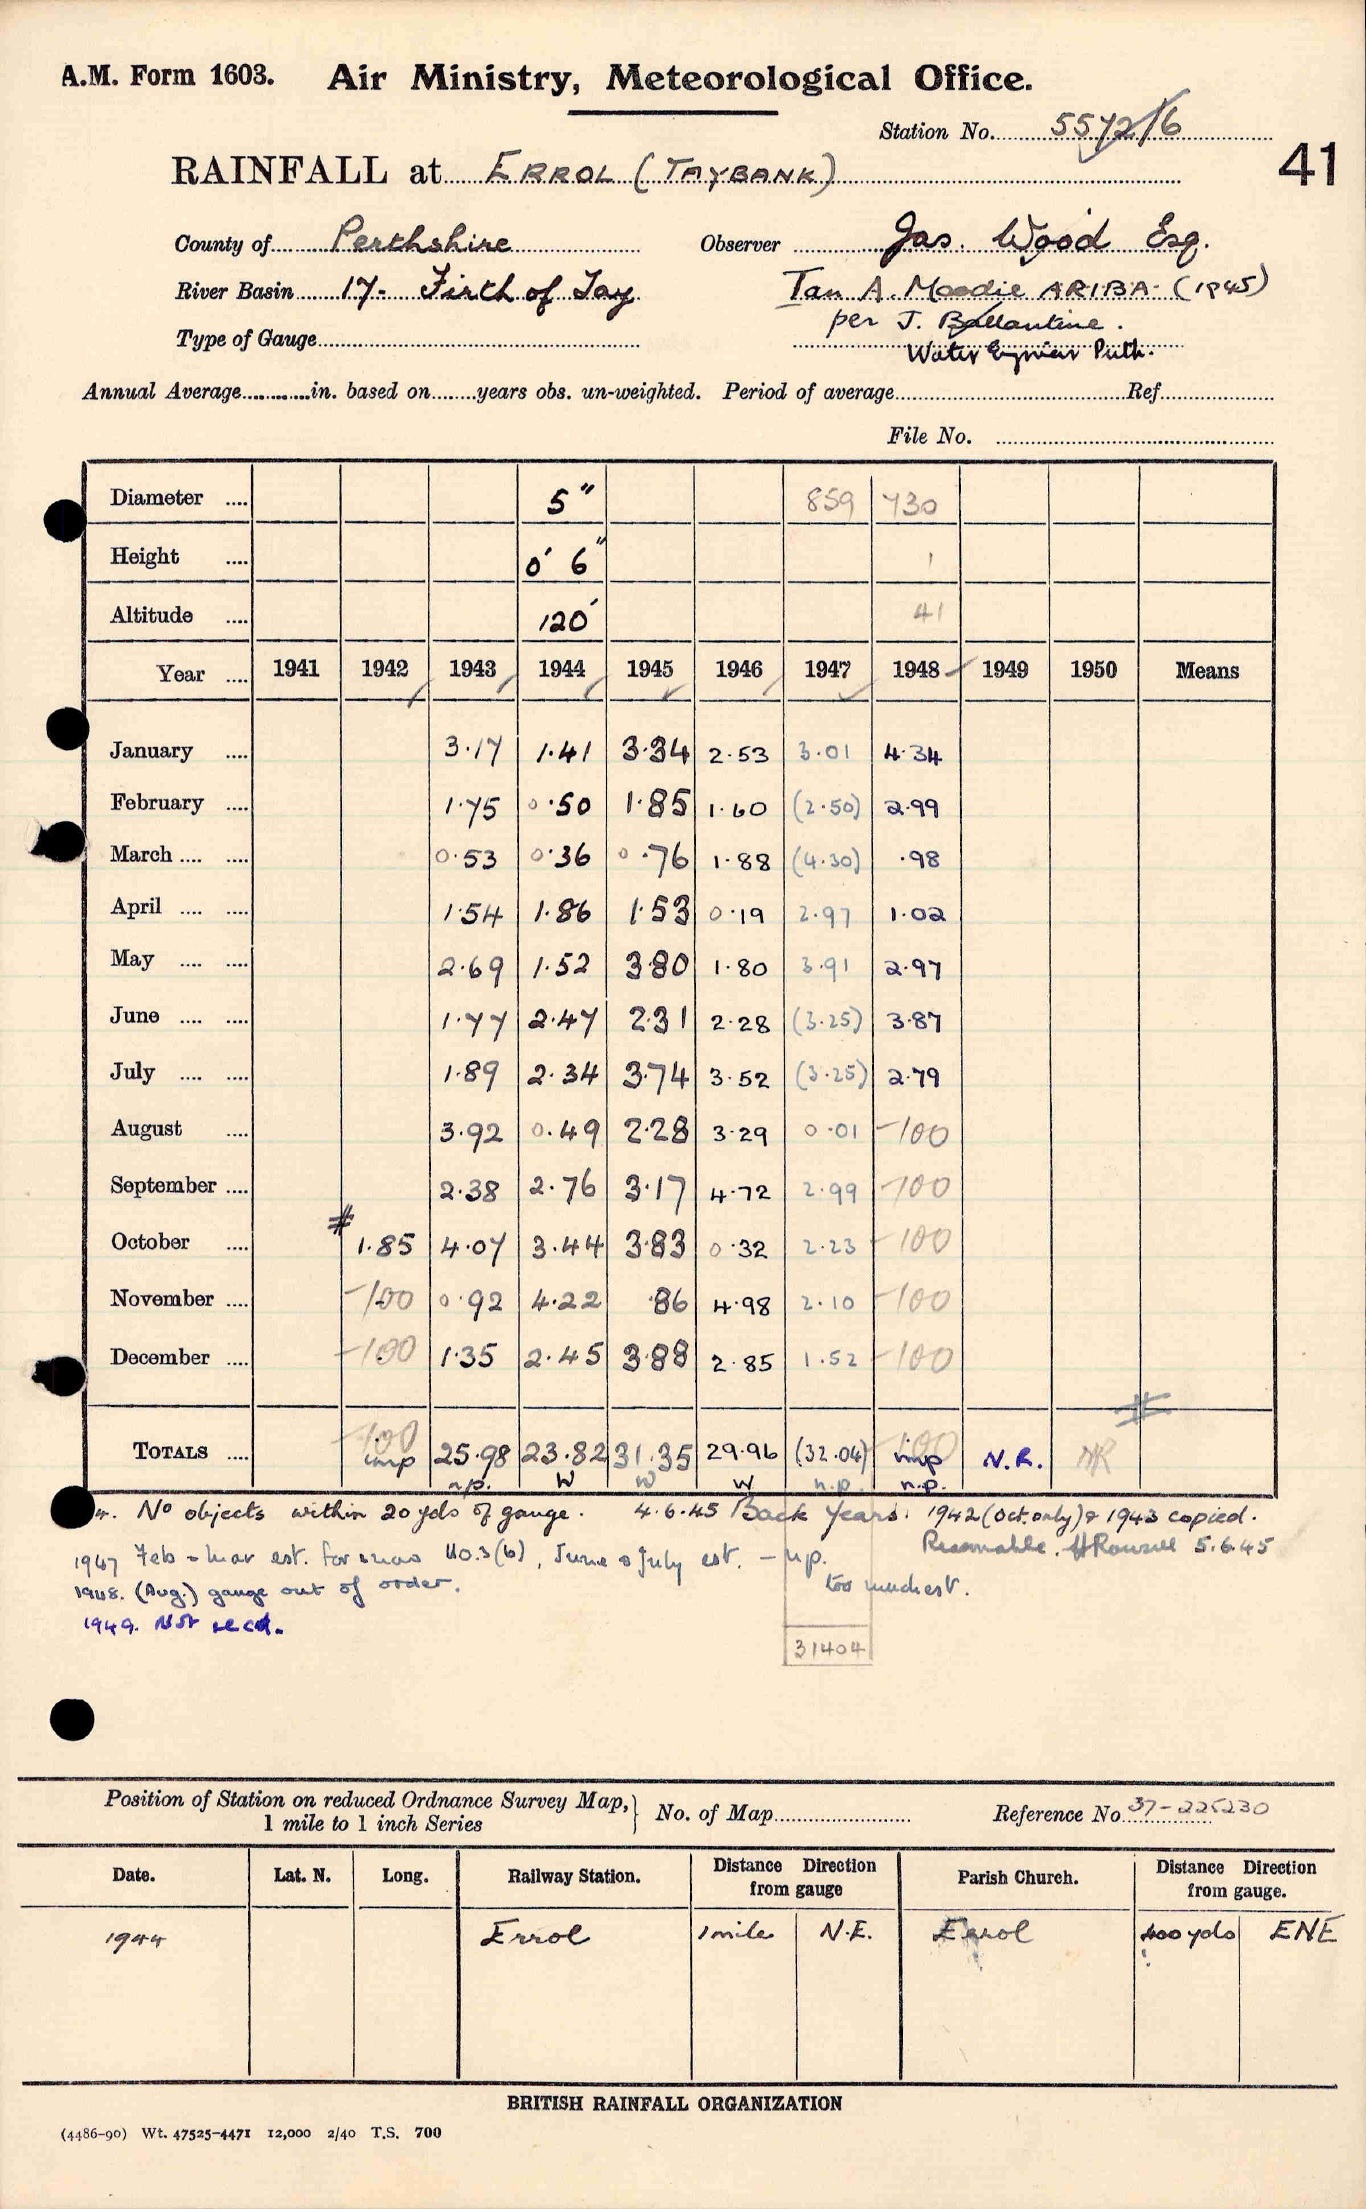 A.M. Form 1603. Air Ministry, Meteorological Office.
Station No. 5572/6
41
RAINFALL at ERROL (TAYBANK)
County of Perthshire Observer Jas. Wood Esq.
River Basin 17- Firth of Tay Ian A. Moodie ARIBA. (1945)
per J. Ballantine.
Type of Gauge
Water Engineer Perth.
Annual Average in. based on years obs. un-weighted. Period of average Ref
File No.
Diameter .... 5" 859 730
Height .... 0' 6" 1
Altitude .... 120' 41
Year .... 1941 1942 1943 1944 1945 1946 1947 1948 1949 1950 Means
January .... 3.17 1.41 3.34 2.53 3.01 4.34
February .... 1.75 0.50 1.85 1.60 (2.50) 2.99
March .... .... 0.53 0.36 0.76 1.88 (4.30) .98
April .... .... 1.54 1.86 1.53 0.19 2.97 1.02
May .... .... 2.69 1.52 3.80 1.80 3.91 2.97
June .... .... 1.77 2.47 2.31 2.28 (3.25) 3.87
July .... .... 1.89 2.34 3.74 3.52 (3.25) 2.79
August .... 3.92 0.49 2.28 3.29 0.01 -100
September .... 2.38 2.76 3.17 4.72 2.99 -100
October .... # 1.85 4.07 3.44 3.83 0.32 2.23 -100
November .... -100 0.92 4.22 .86 4.98 2.10 -100
December .... -100 1.35 2.45 3.88 2.85 1.52 -100
#
TOTALS .... -100 imp 25.98 23.82 31.35 29.96 (32.04) -100 imp N.R. NR
n.p. W W W n.p. n.p.
No objects within 20 yds of gauge. 4.6.45 Back Years: 1942 (Oct. only) & 1943 copied.
1947 Feb & Mar est. for snow No.3(b), June & July est. - n.p. Reasonable. 5.6.45
1948. (Aug.) gauge out of order. too much est.
1949. Not recd.
31404
Position of Station on reduced Ordnance Survey Map,
1 mile to 1 inch Series
No. of Map Reference No 37-225230
Date. Lat. N. Long. Railway Station. Distance Direction from gauge Parish Church. Distance Direction from gauge.
1944 Errol 1 mile N.E. Errol 400 yds ENE
BRITISH RAINFALL ORGANIZATION
(4486-90) Wt. 47525-4471 12,000 2/40 T.S. 700